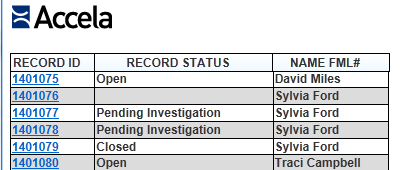 Accela
RECORD ID RECORD STATUS NAME FML#
1401075 Open David Miles
1401076 Sylvia Ford
1401077 Pending Investigation Sylvia Ford
1401078 Pending Investigation Sylvia Ford
1401079 Closed Sylvia Ford
1401080 Open Traci Campbell